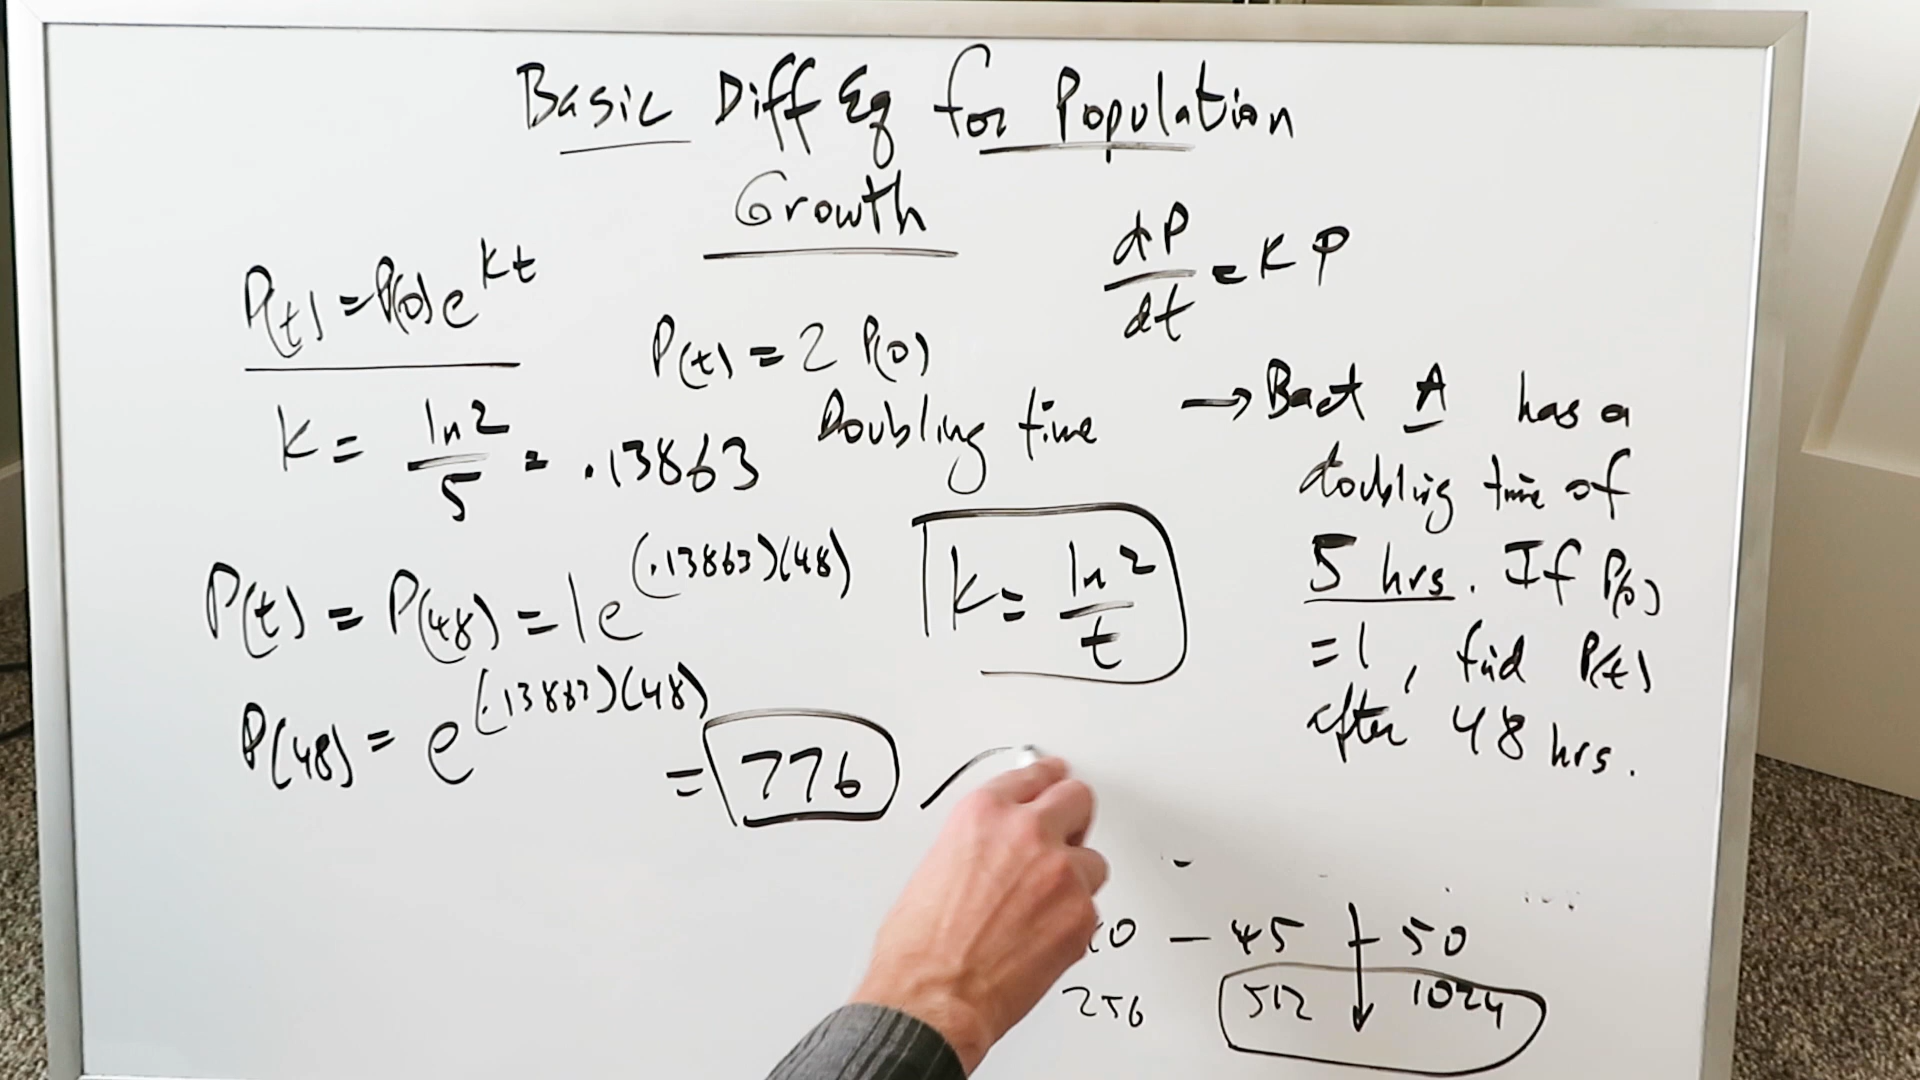 Basic Diff Eq for Population
Growth
P(t) = P(0)e^kt
dP/dt = KP
P(t) = 2 P(0)
Doubling time
K = ln2/5 = .13863
K = ln2/t
P(t) = P(48) = 1e^(.13863)(48)
P(48) = e^(.13863)(48)
= 776
→ Bact A has a
doubling time of
5 hrs. If P(0)
=1, find P(t)
after 48 hrs.
— 45 — 50
256 512 1024